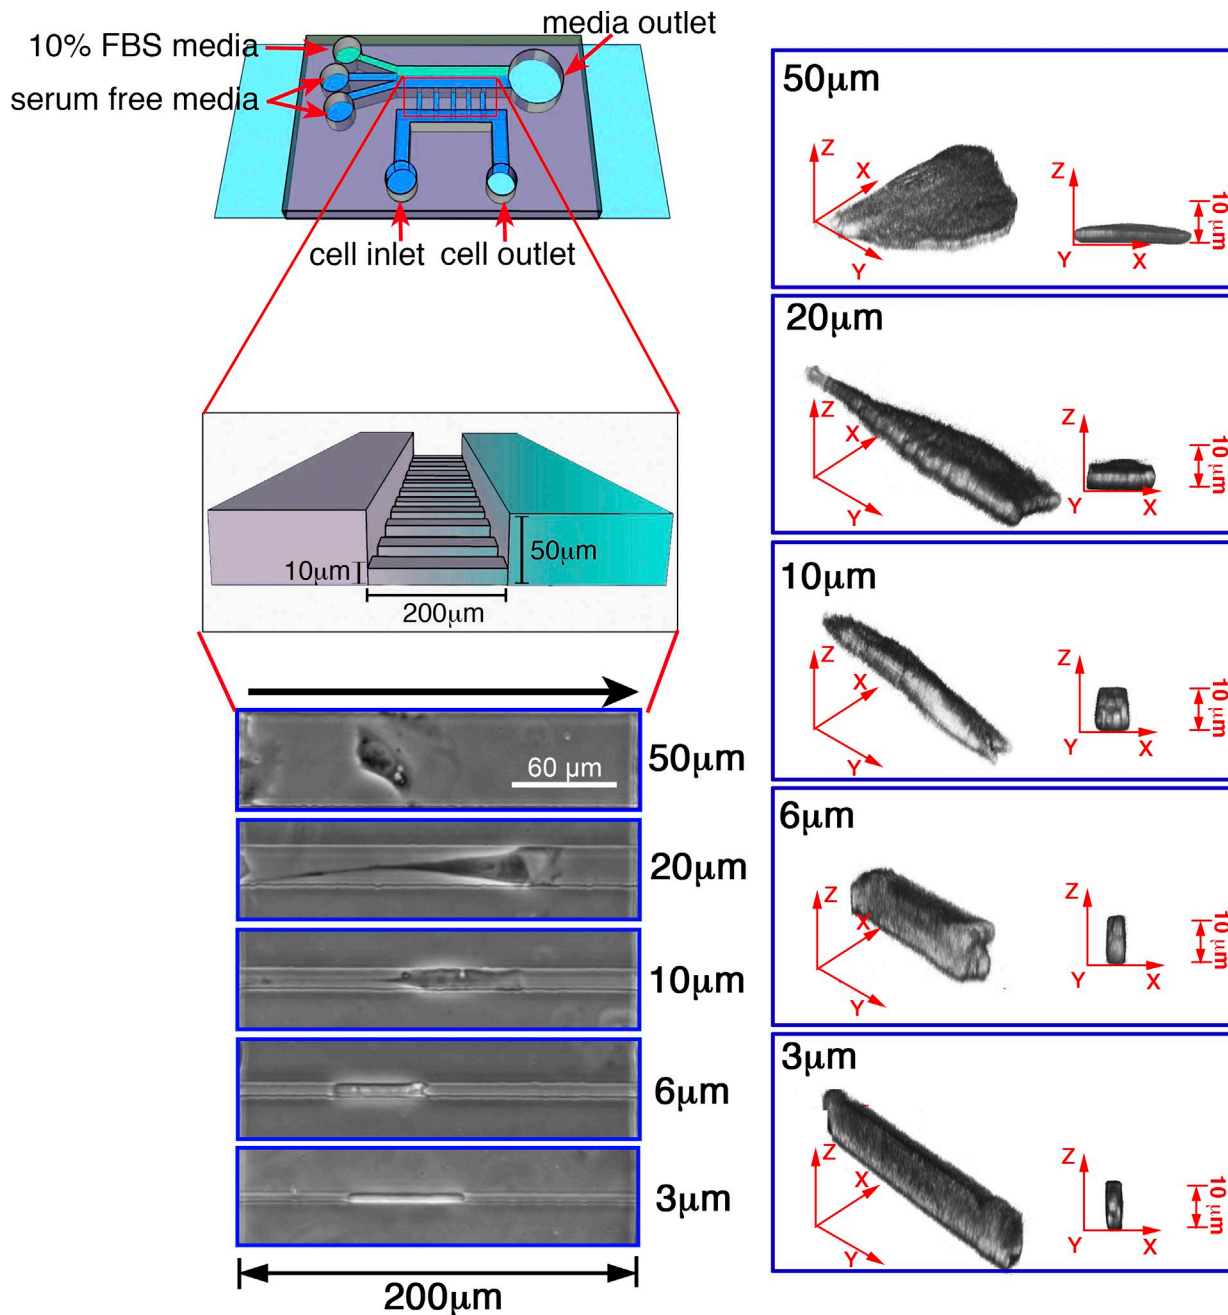 media outlet
10% FBS media
serum free media
cell inlet
cell outlet
10μm
50μm
200μm
50μm
60 μm
20μm
10μm
6μm
3μm
200μm
50μm
Z
X
Y
Z
Y
X
10 μm
20μm
Z
X
Y
Z
Y
X
10 μm
10μm
Z
X
Y
Z
Y
X
10 μm
6μm
Z
X
Y
Z
Y
X
10 μm
3μm
Z
X
Y
Z
Y
X
10 μm